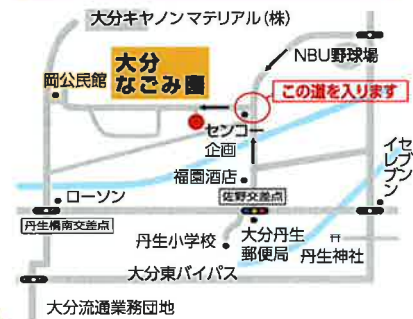 大分キヤノンマテリアル(株)
NBU野球場
岡公民館
大分
なごみ園
この道を入ります
センコー
企画
セブン
イレブン
福園酒店
ローソン
佐野交差点
丹生橋南交差点
丹生小学校
大分丹生
郵便局
丹生神社
大分東バイパス
大分流通業務団地